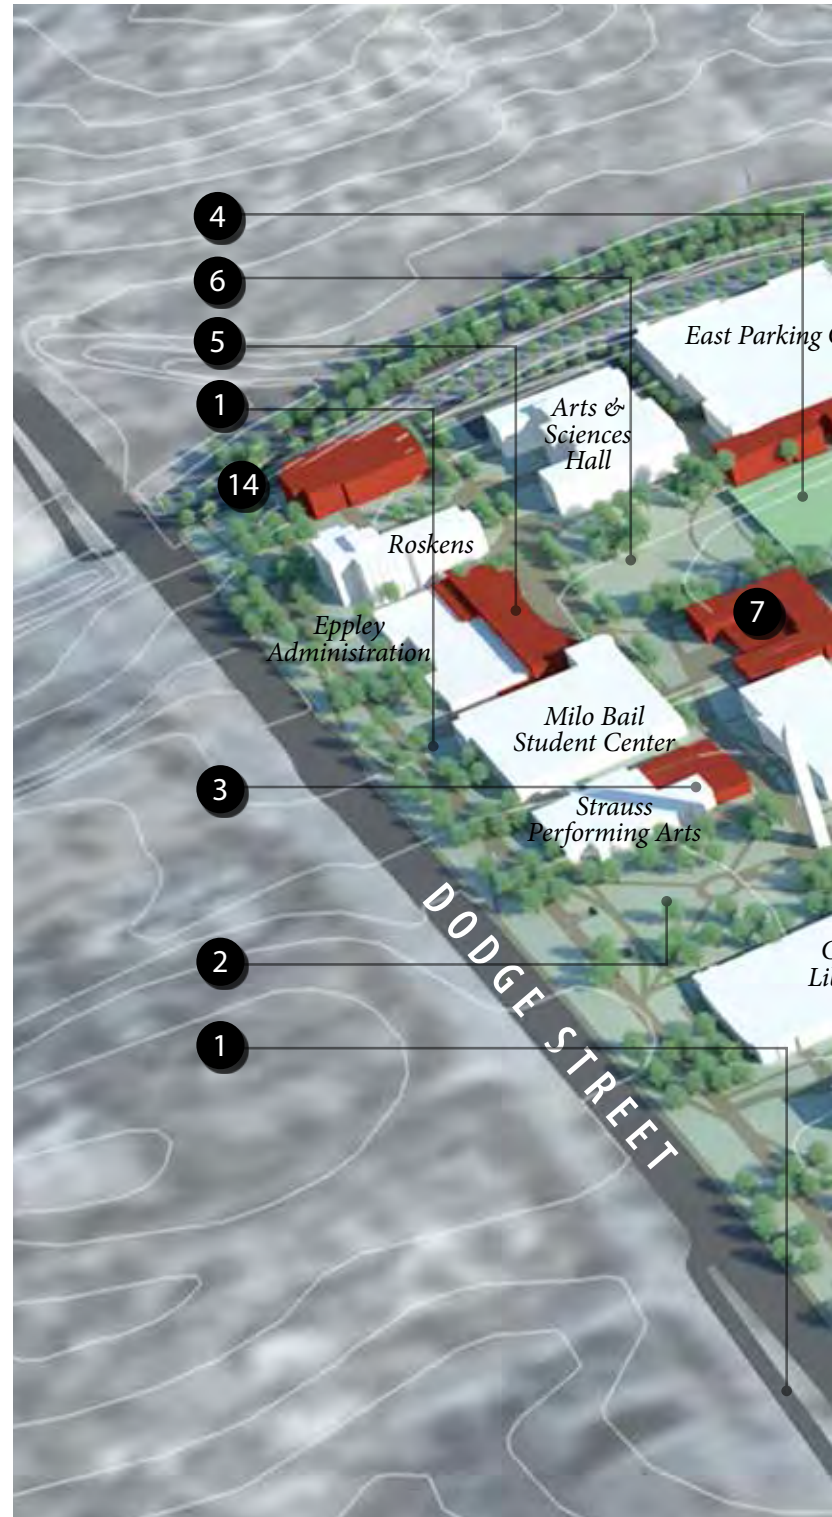 4
6
5
1
14
East Parking
Arts &
Sciences
Hall
Roskens
7
Eppley
Administration
Milo Bail
Student Center
3
Strauss
Performing Arts
DODGE STREET
2
1